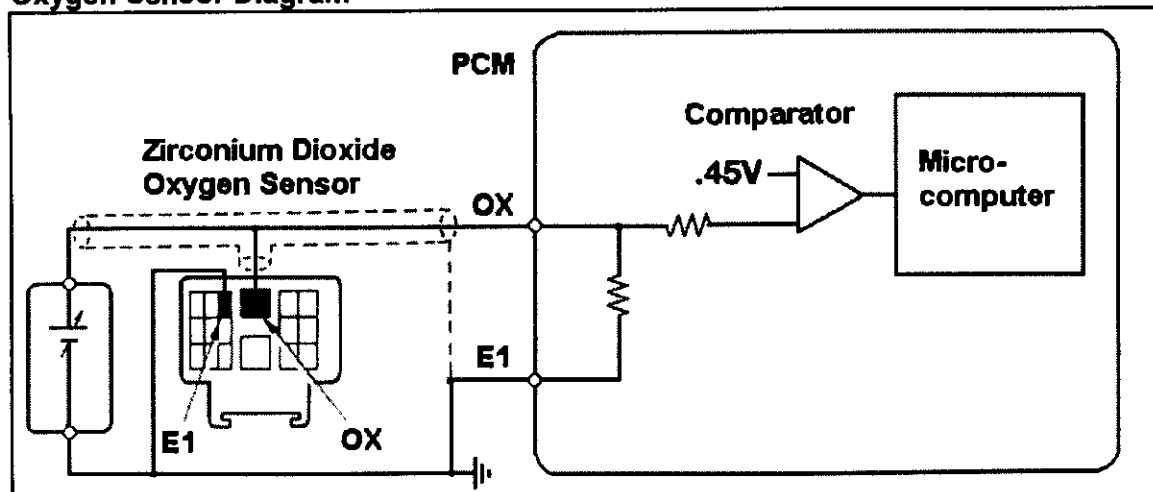 Oxygen Sensor Diagram
PCM
Comparator
Zirconium Dioxide
Oxygen Sensor
.45V
Micro-
computer
OX
E1
E1
OX